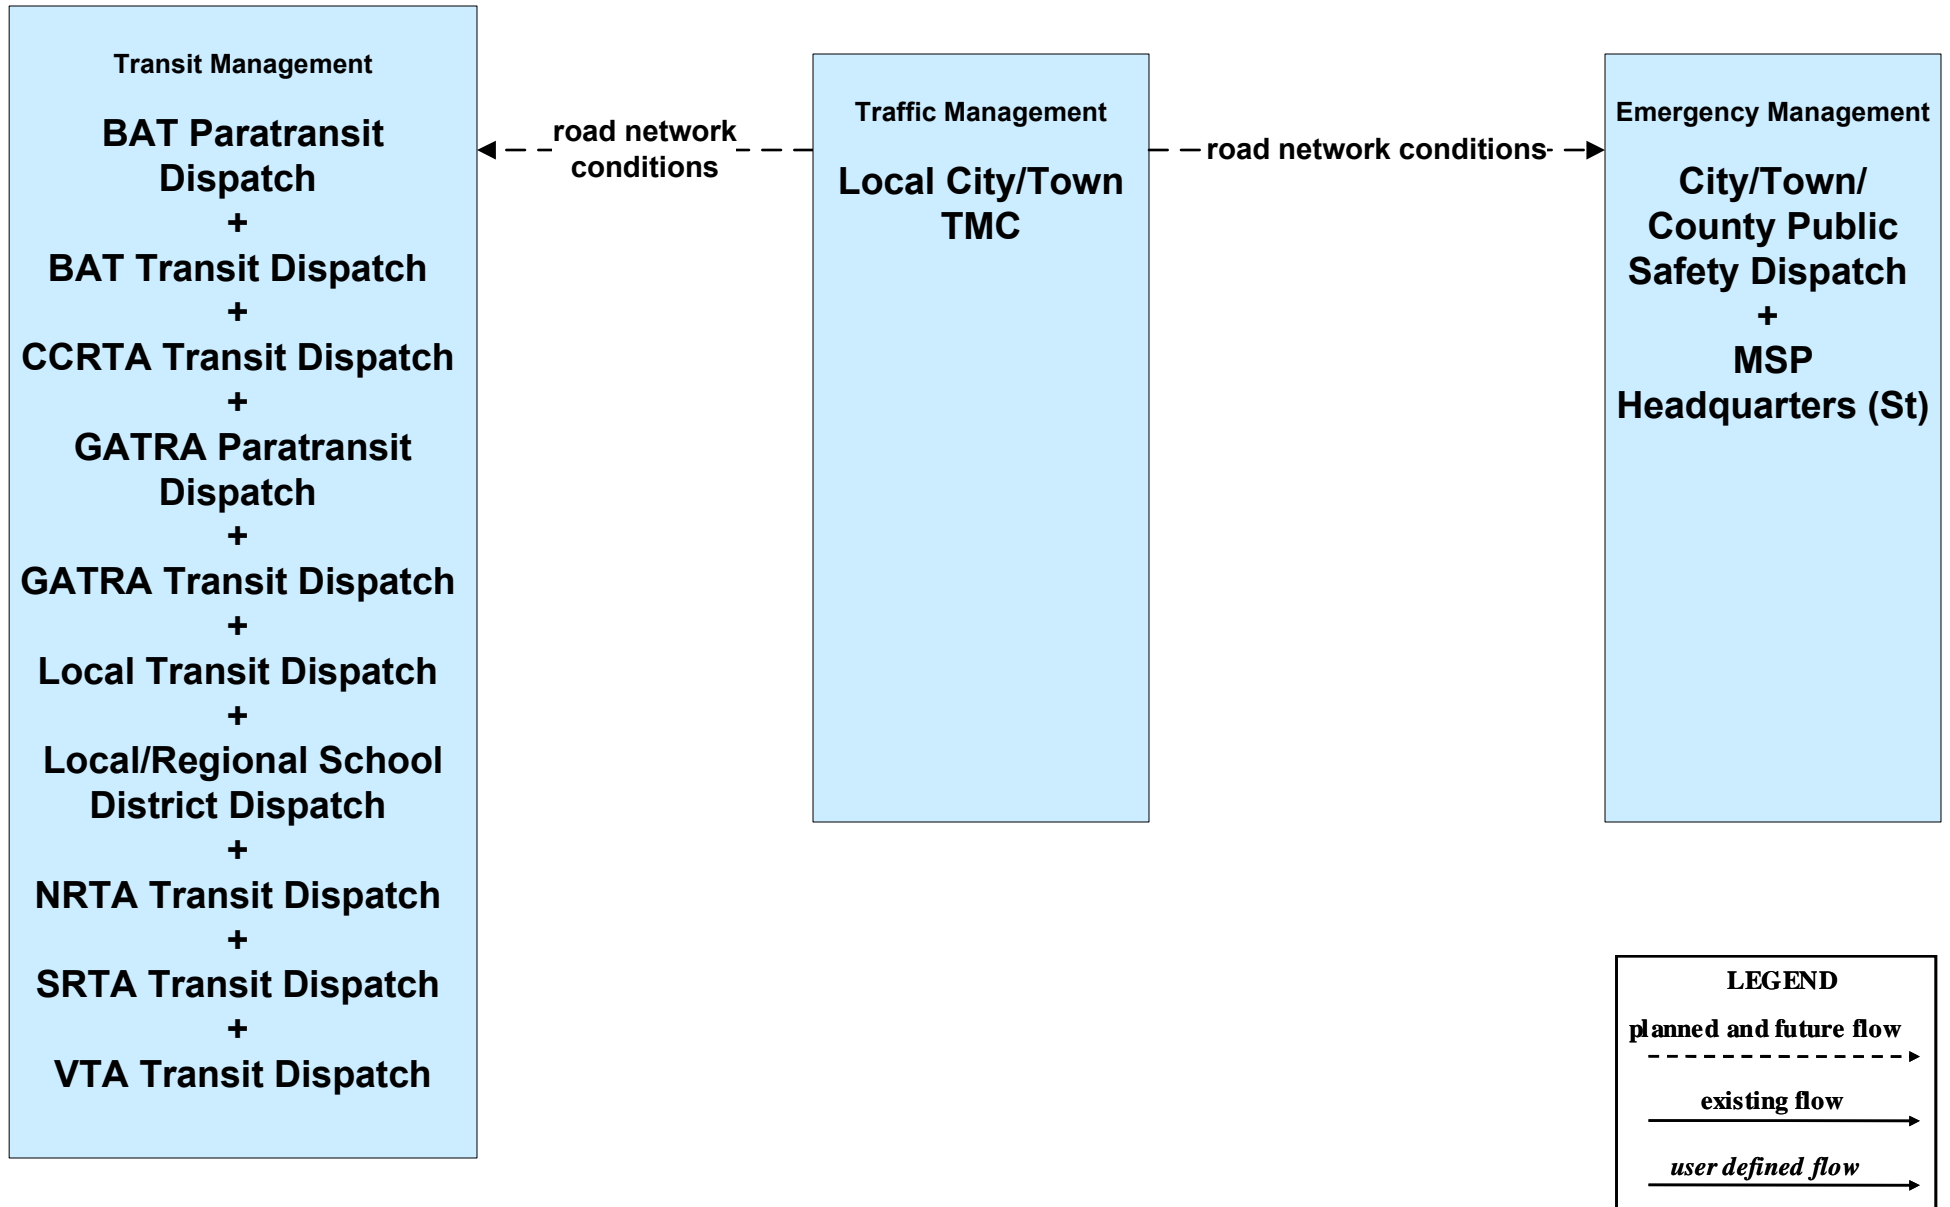 Transit Management
BAT Paratransit
Dispatch
+
BAT Transit Dispatch
+
CCRTA Transit Dispatch
+
GATRA Paratransit
Dispatch
+
GATRA Transit Dispatch
+
Local Transit Dispatch
+
Local/Regional School
District Dispatch
+
NRTA Transit Dispatch
+
SRTA Transit Dispatch
+
VTA Transit Dispatch
road network
conditions
Traffic Management
Local City/Town
TMC
road network conditions
Emergency Management
City/Town/
County Public
Safety Dispatch
+
MSP
Headquarters (St)
LEGEND
planned and future flow
existing flow
user defined flow